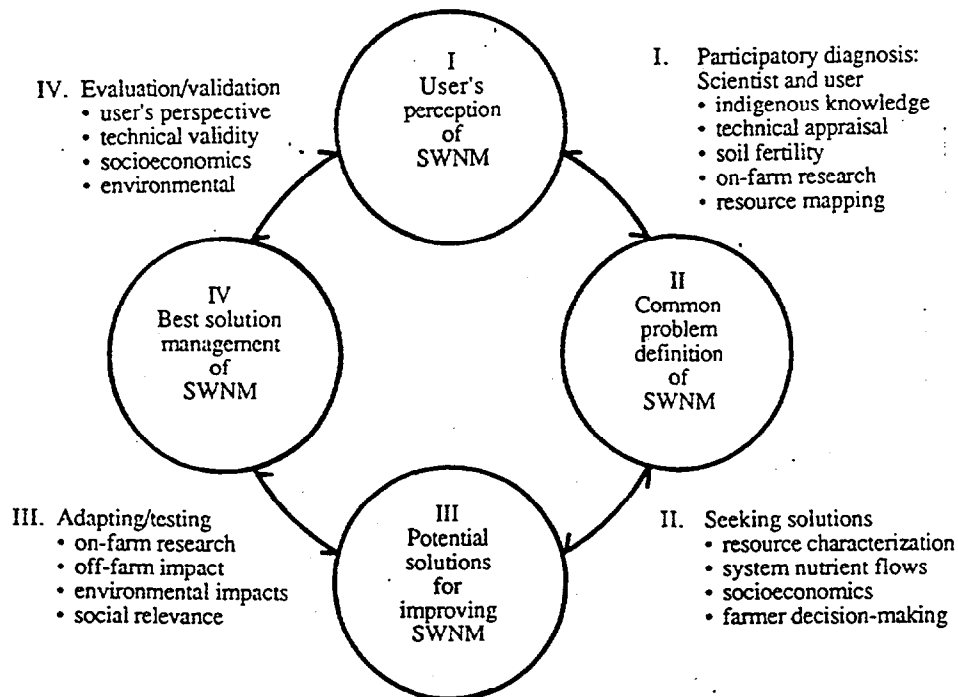 I
User's
perception
of
SWNM
I. Participatory diagnosis:
Scientist and user
• indigenous knowledge
• technical appraisal
• soil fertility
• on-farm research
• resource mapping
II
Common
problem
definition
of
SWNM
II. Seeking solutions
• resource characterization
• system nutrient flows
• socioeconomics
• farmer decision-making
III
Potential
solutions
for
improving
SWNM
III. Adapting/testing
• on-farm research
• off-farm impact
• environmental impacts
• social relevance
IV
Best solution
management
of
SWNM
IV. Evaluation/validation
• user's perspective
• technical validity
• socioeconomics
• environmental